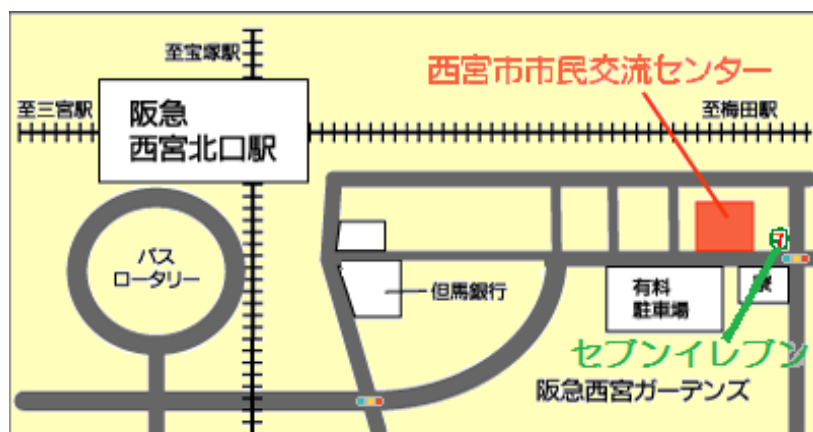 至宝塚駅
西宮市市民交流センター
至三宮駅
阪急
西宮北口駅
至梅田駅
7
バス
ロータリー
但馬銀行
有料
駐車場
セブンイレブン
阪急西宮ガーデンズ